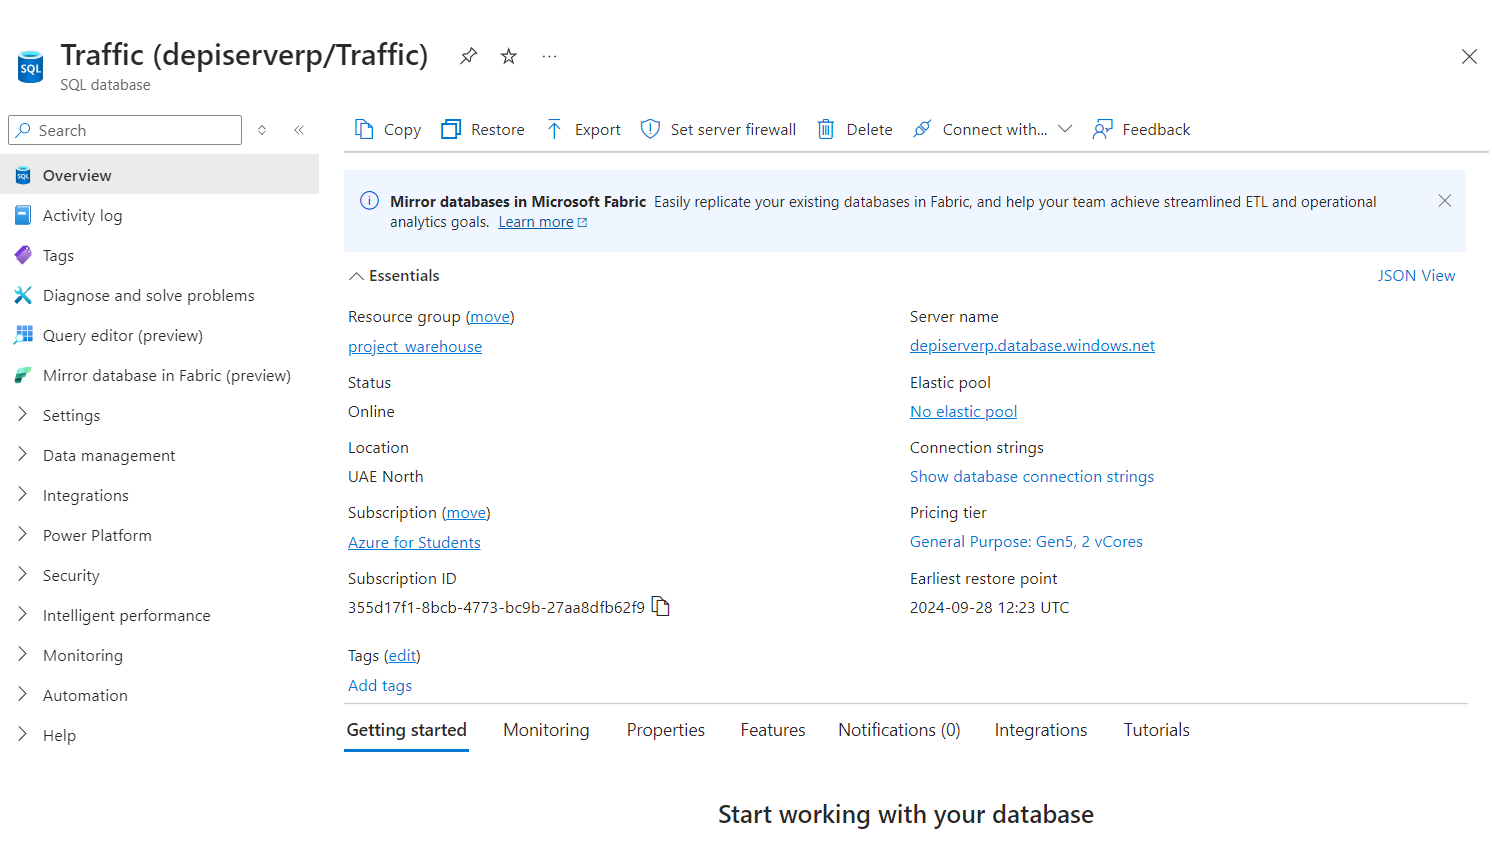 Traffic (depiserverp/Traffic)
SQL
SQL database
Search
Copy
Restore
Export
Set server firewall
Delete
Connect with...
Feedback
Overview
Activity log
Tags
Diagnose and solve problems
Query editor (preview)
Mirror database in Fabric (preview)
Settings
Data management
Integrations
Power Platform
Security
Intelligent performance
Monitoring
Automation
Help
Mirror databases in Microsoft Fabric Easily replicate your existing databases in Fabric, and help your team achieve streamlined ETL and operational
analytics goals. Learn more
Essentials
JSON View
Resource group (move)
project_warehouse
Status
Online
Location
UAE North
Subscription (move)
Azure for Students
Subscription ID
355d17f1-8bcb-4773-bc9b-27aa8dfb62f9
Server name
depiserverp.database.windows.net
Elastic pool
No elastic pool
Connection strings
Show database connection strings
Pricing tier
General Purpose: Gen5, 2 vCores
Earliest restore point
2024-09-28 12:23 UTC
Tags (edit)
Add tags
Getting started
Monitoring
Properties
Features
Notifications (0)
Integrations
Tutorials
Start working with your database